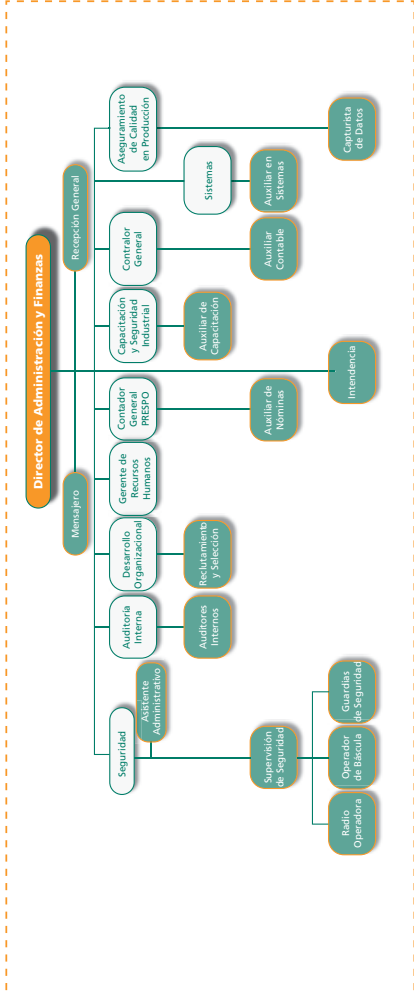 Director de Administración y Finanzas
Mensajero
Recepción General
Seguridad
Auditoría
Interna
Desarrollo
Organizacional
Gerente de
Recursos
Humanos
Contador
General
PRESPO
Capacitación
y Seguridad
Industrial
Contralor
General
Sistemas
Aseguramiento
de Calidad
en Producción
Asistente
Administrativo
Auditores
Internos
Reclutamiento
y Selección
Auxiliar de
Capacitación
Supervisión
de Seguridad
Auxiliar de
Nóminas
Auxiliar
Contable
Auxiliar en
Sistemas
Radio
Operadora
Operador
de Báscula
Guardias
de Seguridad
Intendencia
Capturista
de Datos